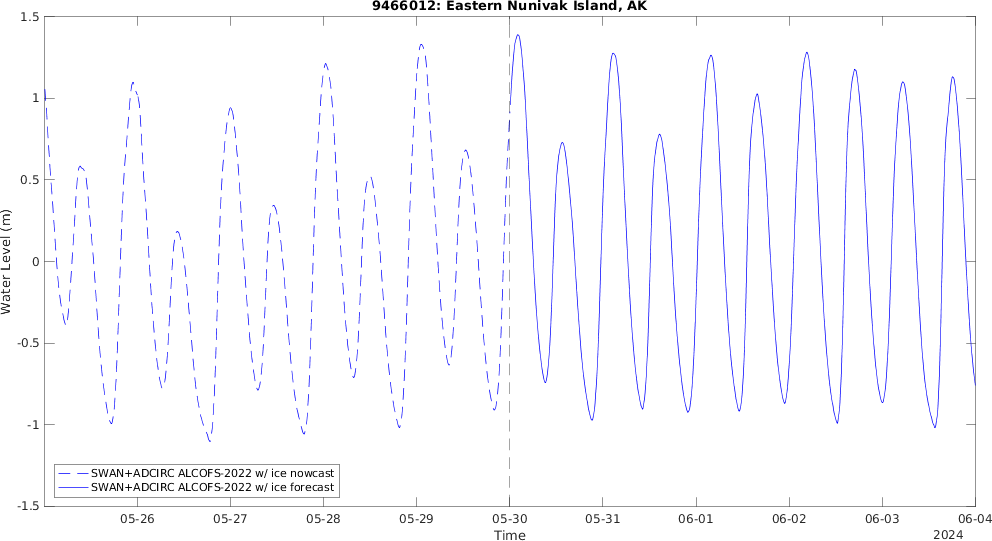 9466012: Eastern Nunivak Island, AK
1.5
1
0.5
0
-0.5
-1
-1.5
Water Level (m)
SWAN+ADCIRC ALCOFS-2022 w/ ice nowcast
SWAN+ADCIRC ALCOFS-2022 w/ ice forecast
05-26 05-27 05-28 05-29 05-30 05-31 06-01 06-02 06-03 06-04
Time
2024